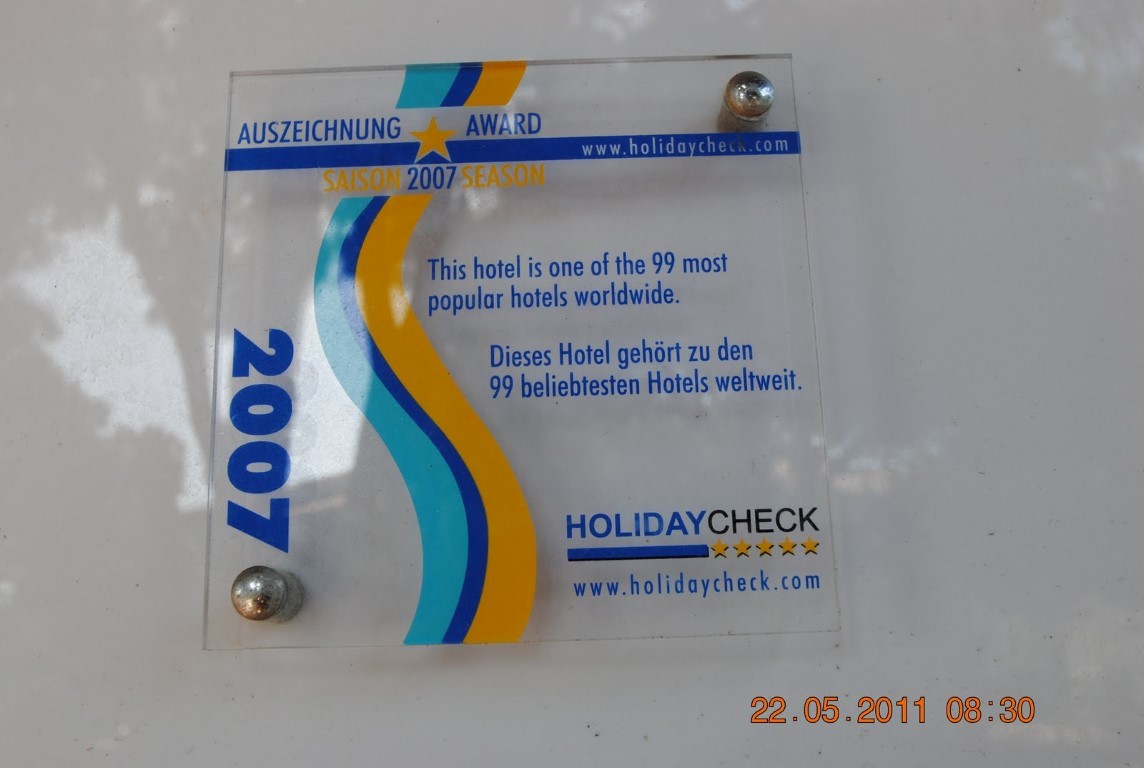 AUSZEICHNUNG AWARD
www.holidaycheck.com
SAISON 2007 SEASON
This hotel is one of the 99 most
popular hotels worldwide.
Dieses Hotel gehört zu den
99 beliebtesten Hotels weltweit.
2007
HOLIDAYCHECK
www.holidaycheck.com
22.05.2011 08:30